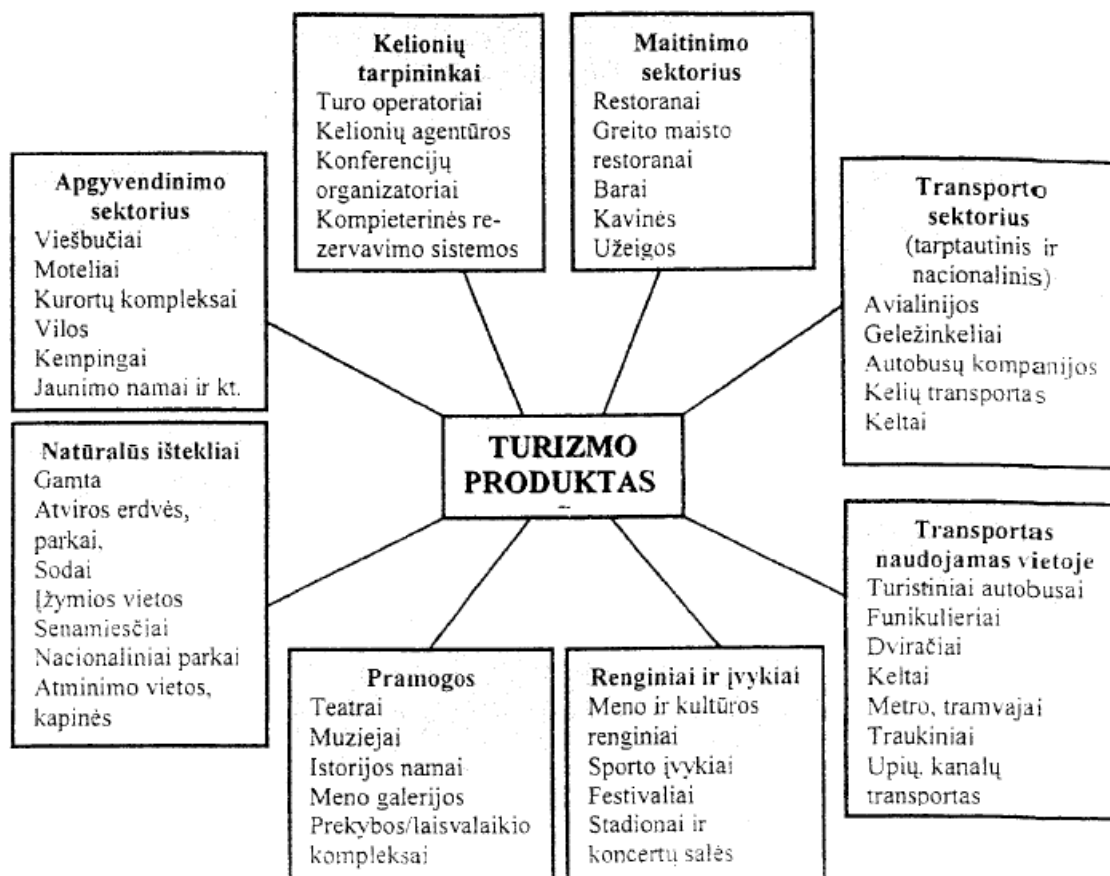 Kelionių
tarpininkai
Turo operatoriai
Kelionių agentūros
Konferencijų
organizatoriai
Kompieterinės re-
zervavimo sistemos
Maitinimo
sektorius
Restoranai
Greito maisto
restoranai
Barai
Kavinės
Užeigos
Apgyvendinimo
sektorius
Viešbučiai
Moteliai
Kurortų kompleksai
Vilos
Kempingai
Jaunimo namai ir kt.
Transporto
sektorius
(tarptautinis ir
nacionalinis)
Avialinijos
Geležinkeliai
Autobusų kompanijos
Kelių transportas
Keltai
TURIZMO
PRODUKTAS
Natūralūs ištekliai
Gamta
Atviros erdvės,
parkai,
Sodai
Įžymios vietos
Senamiesčiai
Nacionaliniai parkai
Atminimo vietos,
kapinės
Transportas
naudojamas vietoje
Turistiniai autobusai
Funikulieriai
Dviračiai
Keltai
Metro, tramvajai
Traukiniai
Upių, kanalų
transportas
Pramogos
Teatrai
Muziejai
Istorijos namai
Meno galerijos
Prekybos/laisvalaikio
kompleksai
Renginiai ir įvykiai
Meno ir kultūros
renginiai
Sporto įvykiai
Festivaliai
Stadionai ir
koncertų salės